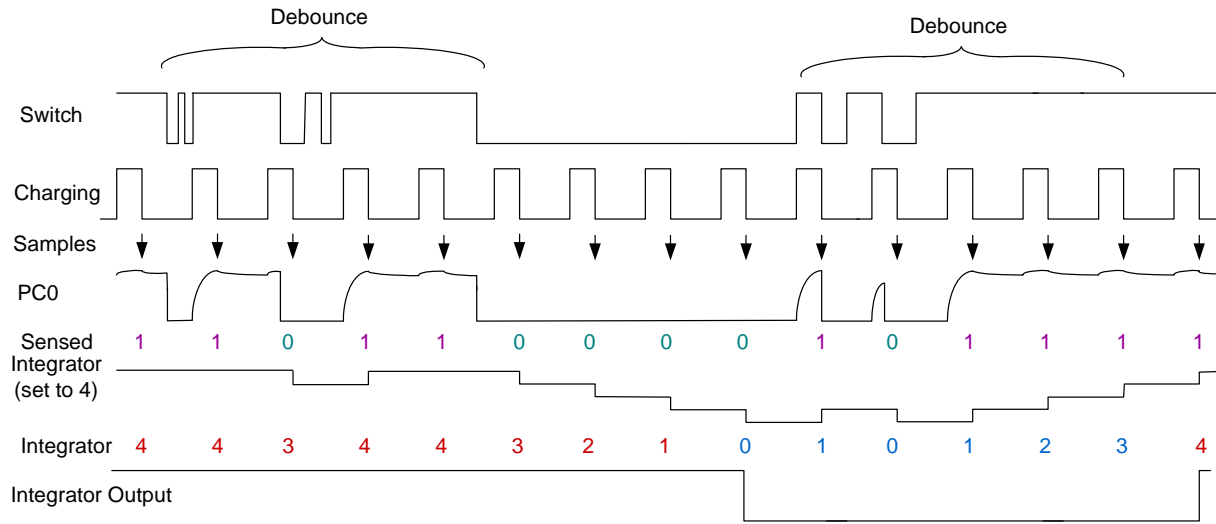 Debounce
Debounce
Switch
Charging
Samples
PC0
Sensed 1 1 0 1 1 0 0 0 0 1 0 1 1 1 1
Integrator
(set to 4)
Integrator 4 4 3 4 4 3 2 1 0 1 0 1 2 3 4
Integrator Output